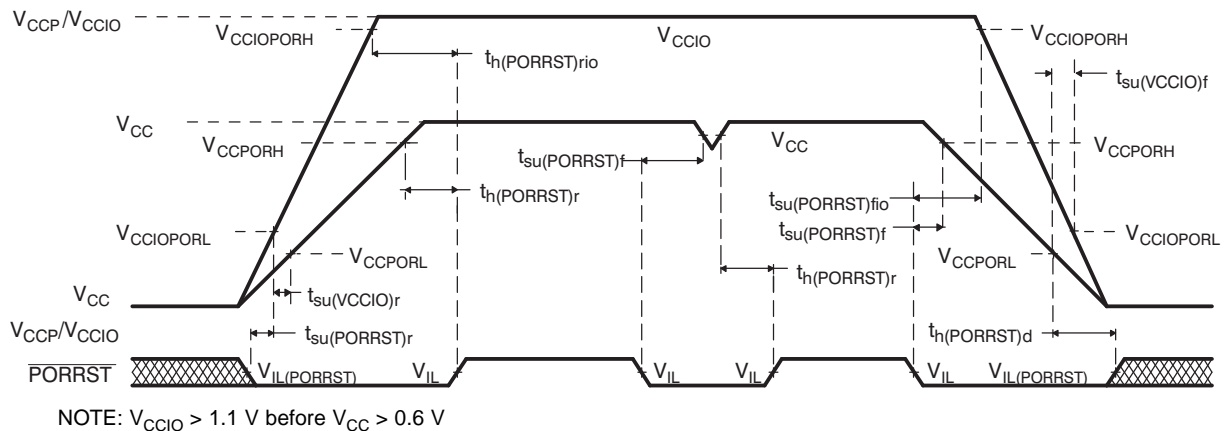 VCCP/VCCIO
VCCIOPORH
VCCIO
VCCIOPORH
th(PORRST)rio
tsu(VCCIO)f
VCC
VCCPORH
tsu(PORRST)f
VCC
VCCPORH
th(PORRST)r
tsu(PORRST)fio
VCCIOPORL
tsu(PORRST)f
VCCIOPORL
VCCPORL
VCCPORL
th(PORRST)r
VCC
tsu(VCCIO)r
VCCP/VCCIO
tsu(PORRST)r
th(PORRST)d
PORRST
VIL(PORRST)
VIL
VIL
VIL
VIL
VIL(PORRST)
NOTE: VCCIO > 1.1 V before VCC > 0.6 V